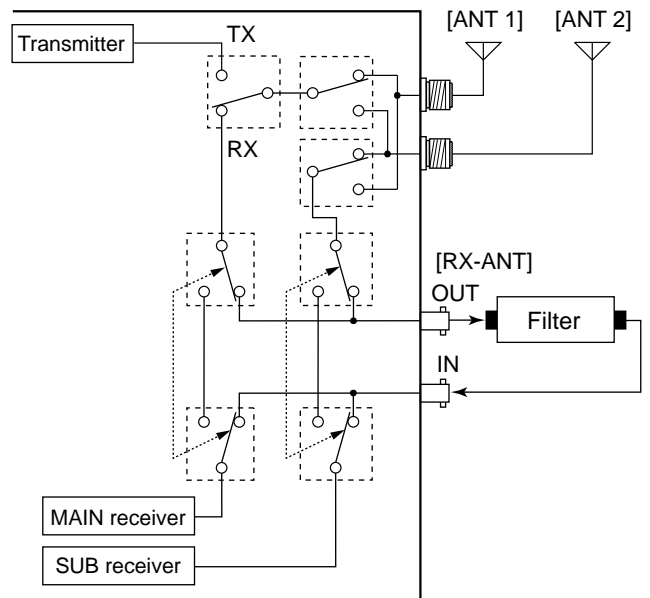 [ANT 1]
[ANT 2]
Transmitter
TX
RX
[RX-ANT]
OUT
Filter
IN
MAIN receiver
SUB receiver